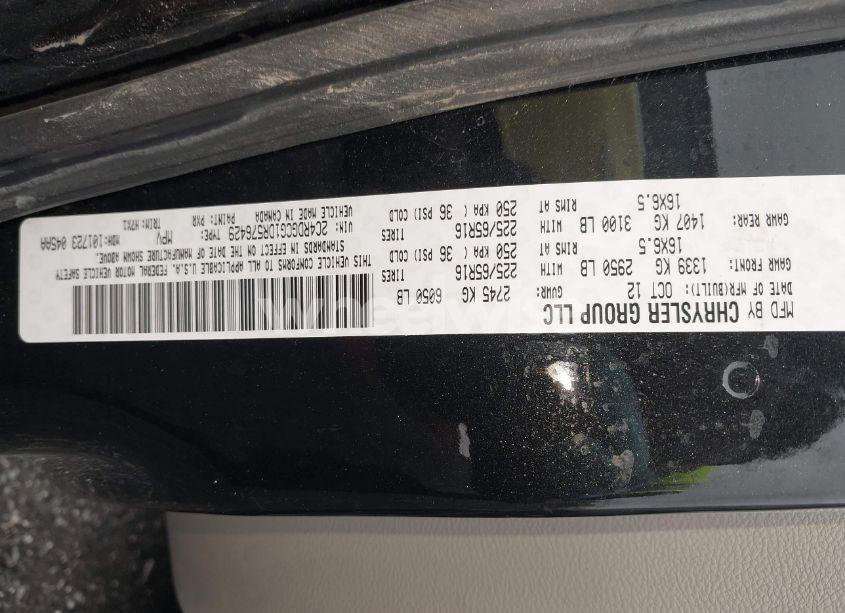 MFD BY CHRYSLER GROUP LLC
DATE OF MFR(BUILT): OCT 12 GVWR: 2745 KG 6050 LB
GAWR FRONT: 1339 KG 2950 LB WITH 225/65R16 TIRES
16X6.5 RIMS AT 250 KPA ( 36 PSI) COLD
GAWR REAR: 1407 KG 3100 LB WITH 225/65R16 TIRES
16X6.5 RIMS AT 250 KPA ( 36 PSI) COLD
THIS VEHICLE CONFORMS TO ALL APPLICABLE U.S.A. FEDERAL MOTOR VEHICLE SAFETY
STANDARDS IN EFFECT ON THE DATE OF MANUFACTURE SHOWN ABOVE.
VIN: 2C4RDGCG1DR576429 TYPE: MPV MDH:101723 045AA
VEHICLE MADE IN CANADA PAINT: PXR TRIM:H7X1